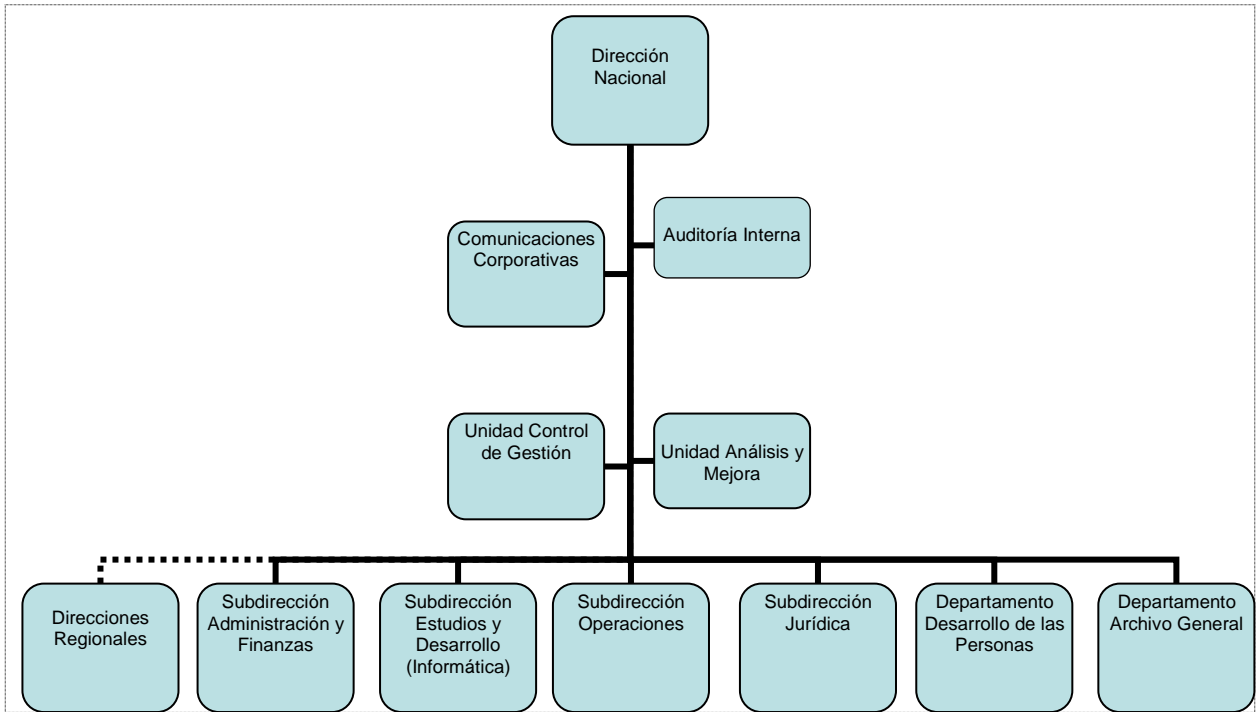 Dirección
Nacional
Comunicaciones
Corporativas
Auditoría Interna
Unidad Control
de Gestión
Unidad Análisis y
Mejora
Direcciones
Regionales
Subdirección
Administración y
Finanzas
Subdirección
Estudios y
Desarrollo
(Informática)
Subdirección
Operaciones
Subdirección
Jurídica
Departamento
Desarrollo de las
Personas
Departamento
Archivo General